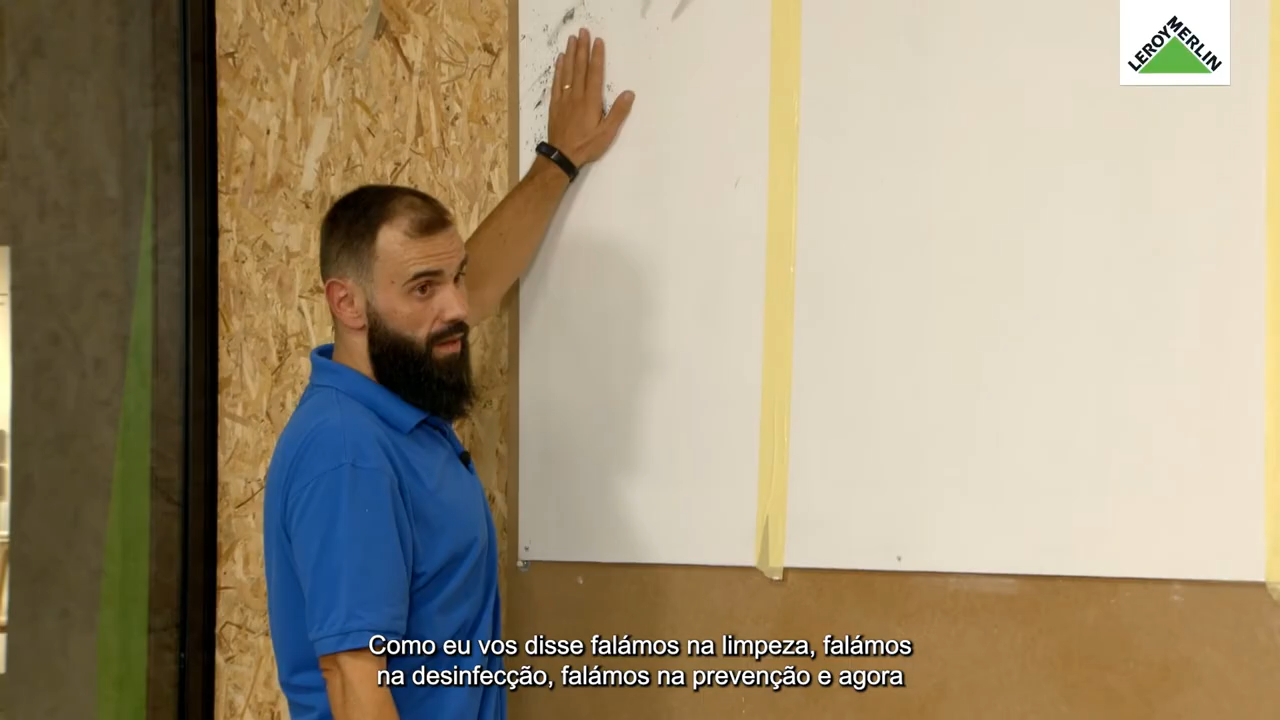 LEROY MERLIN
Como eu vos disse falámos na limpeza, falámos
na desinfecção, falámos na prevenção e agora